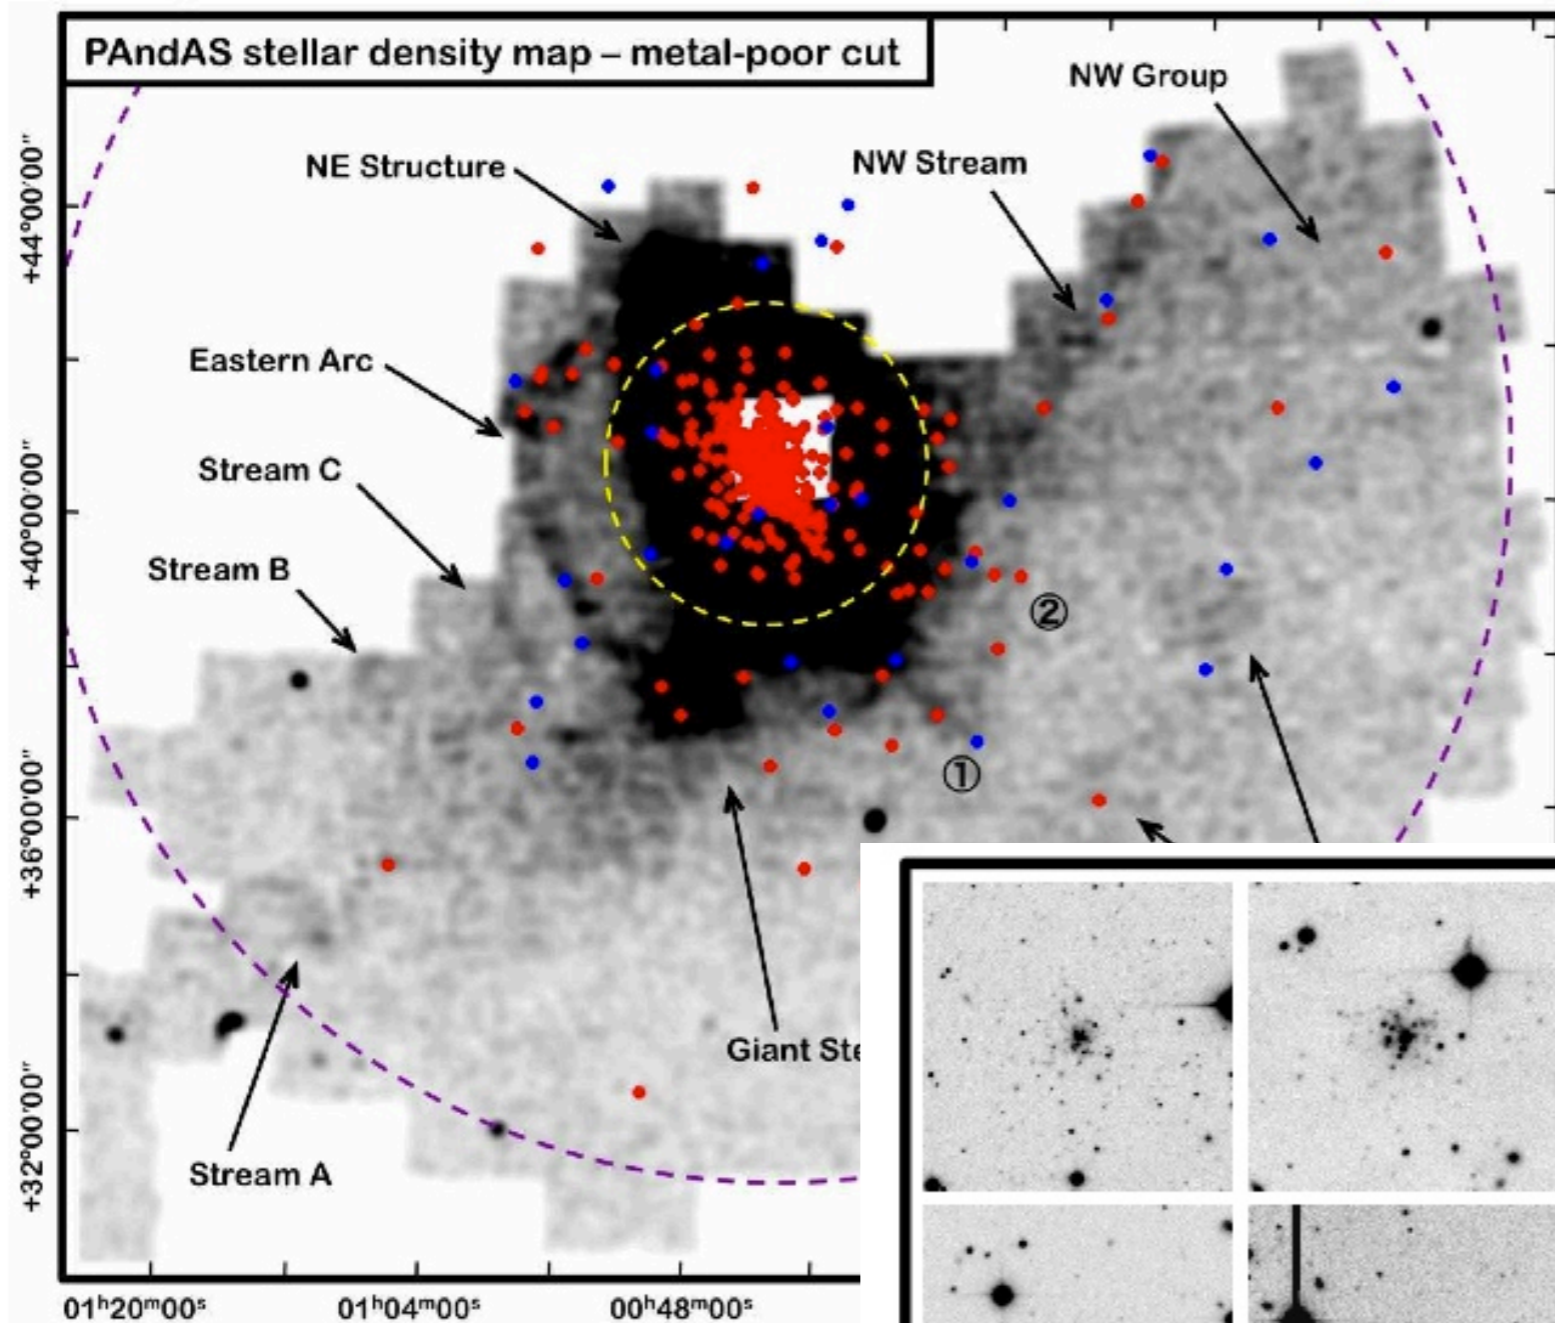 PAndAS stellar density map – metal-poor cut
NW Group
NE Structure
NW Stream
+44°00'00"
Eastern Arc
Stream C
+40°00'00"
Stream B
②
①
+36°00'00"
Giant Ste
+32°00'00"
Stream A
01ʰ20ᵐ00ˢ
01ʰ04ᵐ00ˢ
00ʰ48ᵐ00ˢ